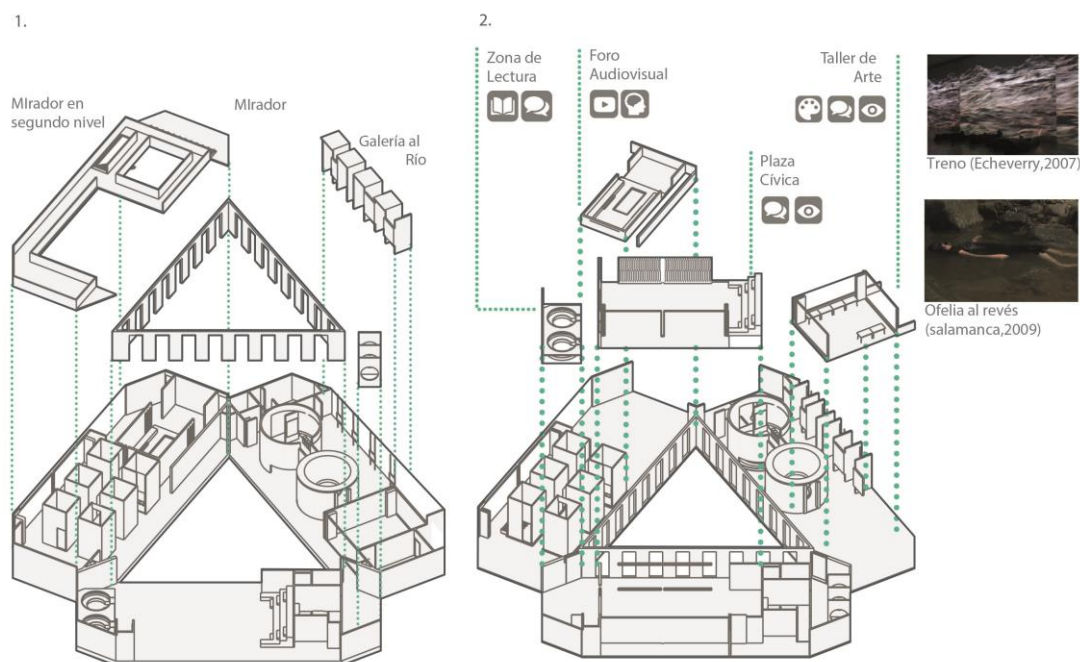 1.
MIrador en
segundo nivel
MIrador
Galería al
Río
2.
Zona de
Lectura
Foro
Audiovisual
Taller de
Arte
Plaza
Cívica
Treno (Echeverry,2007)
Ofelia al revés
(salamanca,2009)